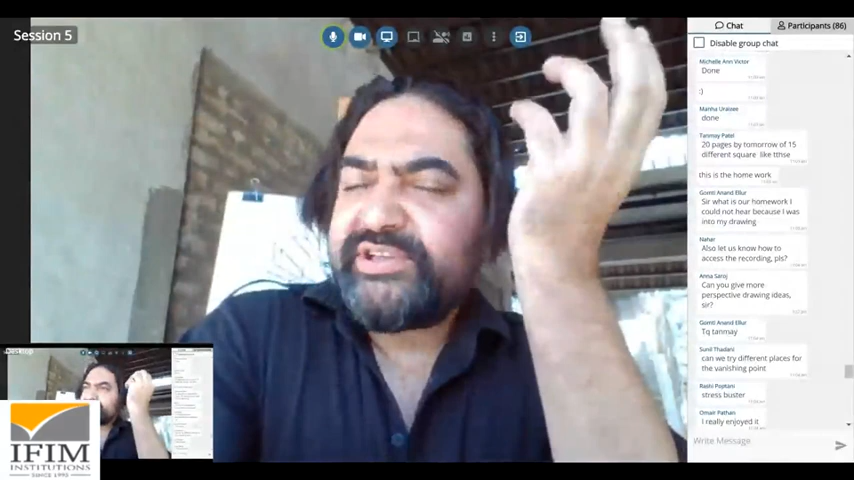 Session 5
Chat
Participants (86)
Disable group chat
Michelle Ann Victor
Done
:)
done
Tanmay Patel
20 pages by tomorrow of 15
different square like tthse
this is the home work
Gomti Anand Ellur
Sir what is our homework I
could not hear because I was
into my drawing
Naher
Also let us know how to
access the recording, pls?
Anna Saroj
Can you give more
perspective drawing ideas,
sir?
Gomti Anand Ellur
Tq tanmay
Sunil Thadani
can we try different places for
the vanishing point
Rashi Poptani
stress buster
Omair Pathan
I really enjoyed it
Write Message
IFIM
INSTITUTIONS
SINCE 1995